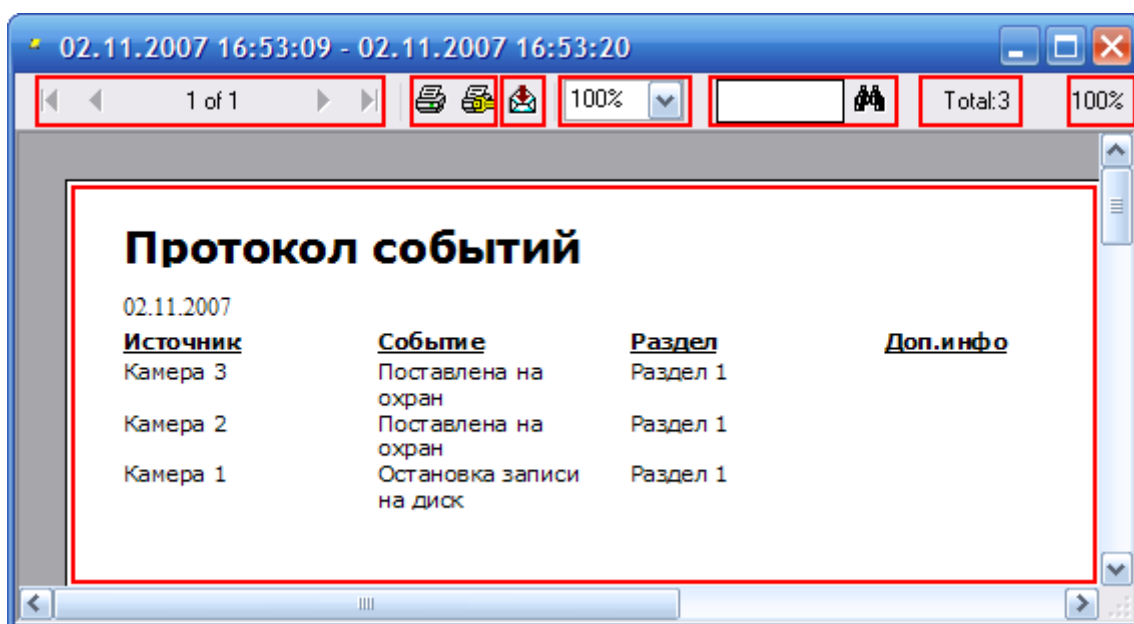 02.11.2007 16:53:09 - 02.11.2007 16:53:20
1 of 1 100% Total:3 100%
Протокол событий
02.11.2007
Источник Событие Раздел Доп.инфо
Камера 3 Поставлена на Раздел 1
охран
Камера 2 Поставлена на Раздел 1
охран
Камера 1 Остановка записи Раздел 1
на диск